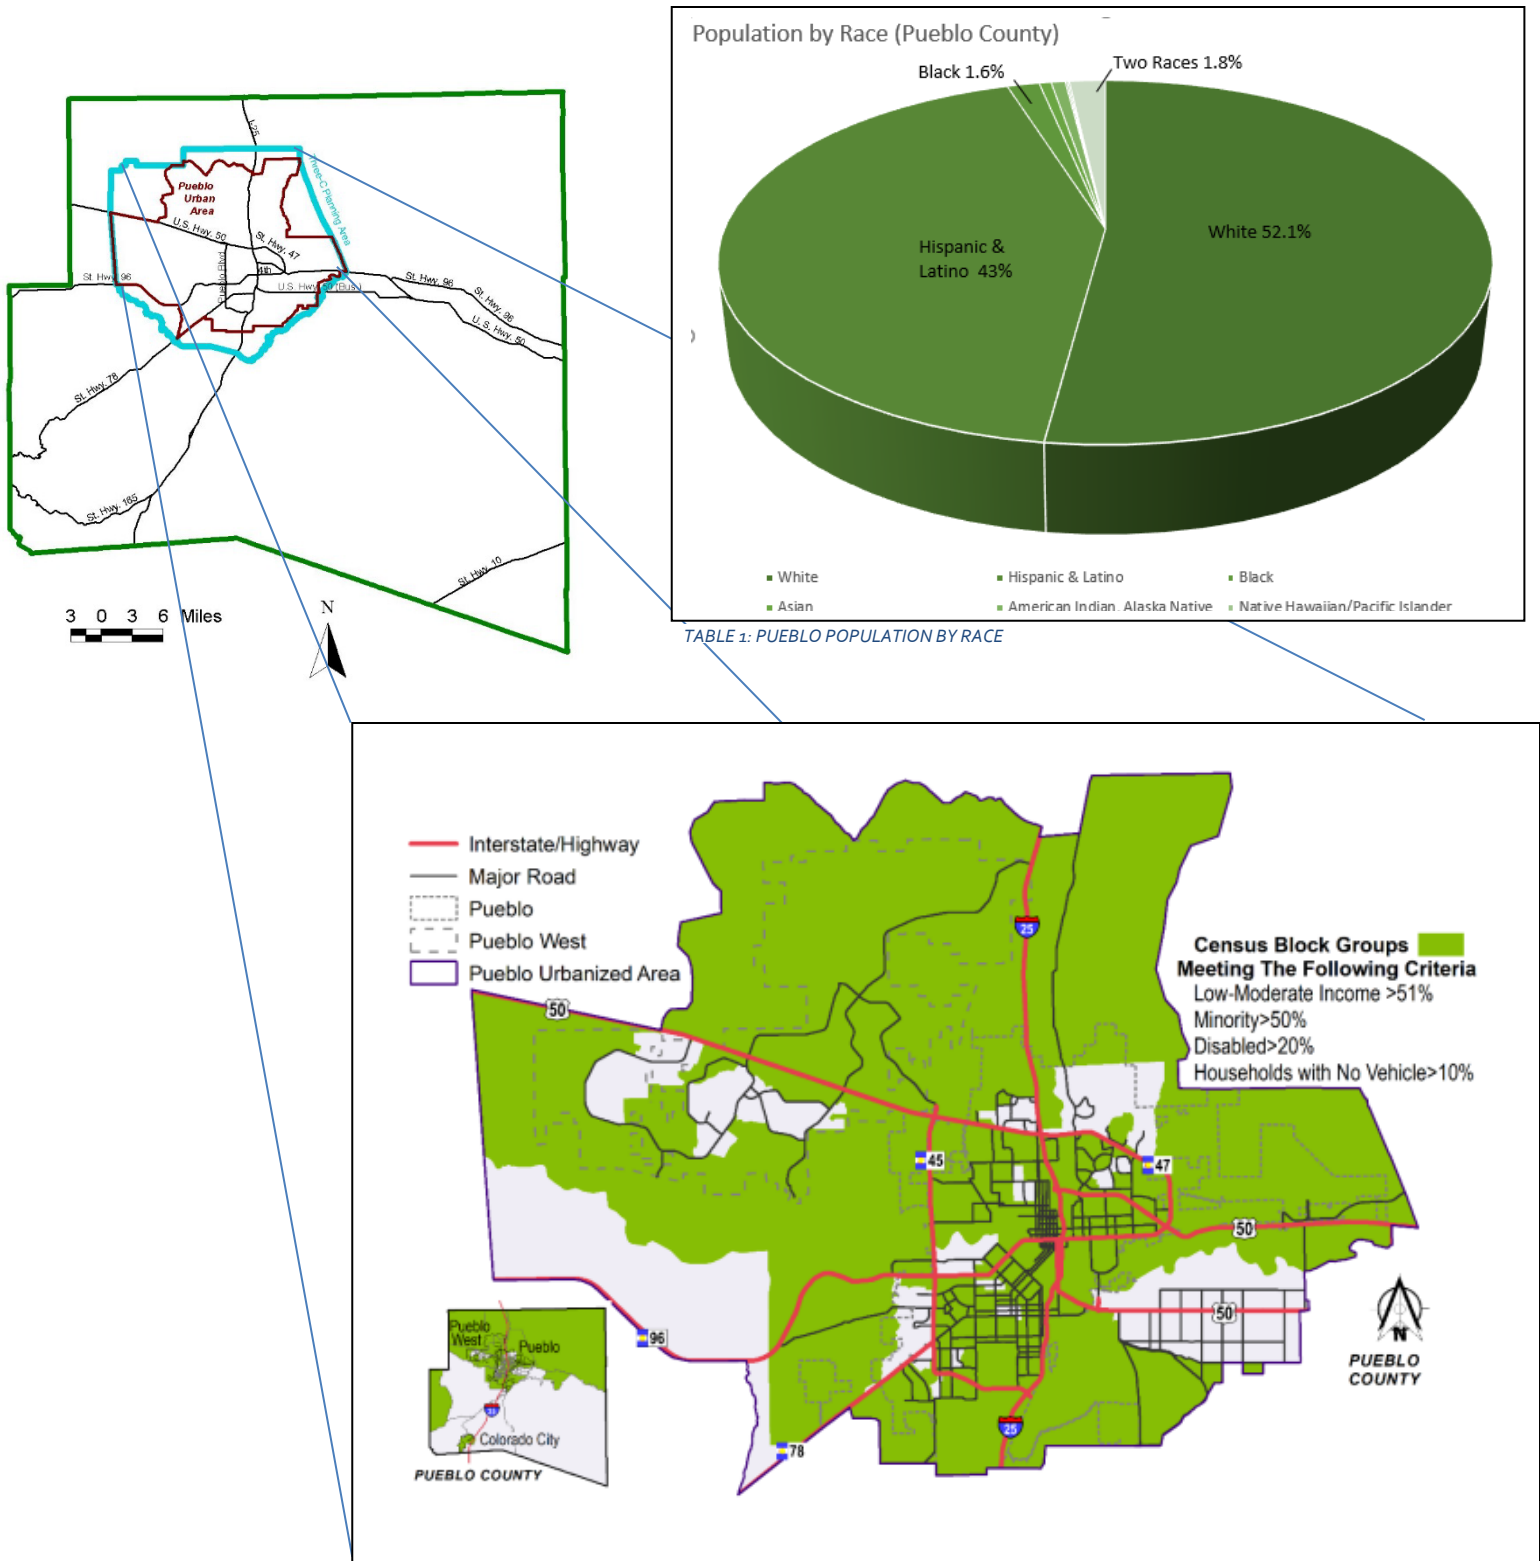 Population by Race (Pueblo County)
Black 1.6%
Two Races 1.8%
White 52.1%
Hispanic &
Latino 43%
White
Hispanic & Latino
Black
Asian
American Indian, Alaska Native
Native Hawaiian/Pacific Islander
TABLE 1: PUEBLO POPULATION BY RACE
I-25
Three-C Planning Area
Pueblo
Urban
Area
U.S. Hwy. 50
St. Hwy. 47
St. Hwy. 96
Pueblo Blvd
4th
U.S. Hwy. 50 (Bus.)
St. Hwy. 96
St. Hwy. 96
U. S. Hwy. 50
St. Hwy. 78
St. Hwy. 165
St. Hwy. 10
3 0 3 6 Miles
N
Interstate/Highway
Major Road
Pueblo
Pueblo West
Pueblo Urbanized Area
Census Block Groups
Meeting The Following Criteria
Low-Moderate Income >51%
Minority>50%
Disabled>20%
Households with No Vehicle>10%
50
25
45
47
50
50
96
78
25
N
PUEBLO
COUNTY
Pueblo
West
Pueblo
Colorado City
PUEBLO COUNTY